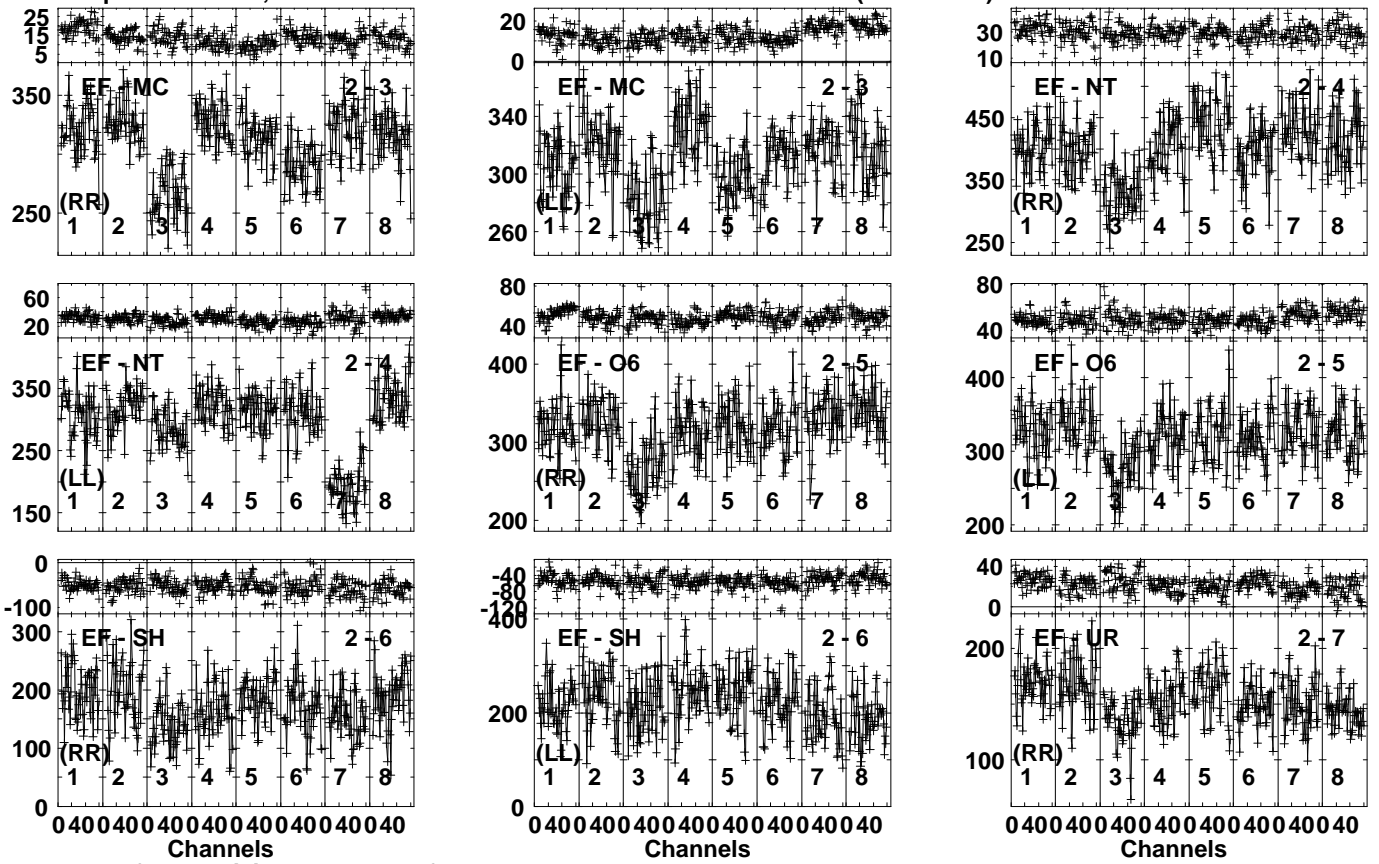 25
15
5
350
EF - MC 2 - 3
250
(RR)
1 2 3 4 5 6 7 8
20
0
EF - MC 2 - 3
340
300
260
(LL)
1 2 3 4 5 6 7 8
30
10
EF - NT 2 - 4
450
350
250
(RR)
1 2 3 4 5 6 7 8
60
20
EF - NT 2 - 4
350
250
150
(LL)
1 2 3 4 5 6 7 8
80
40
EF - O6 2 - 5
400
300
200
(RR)
1 2 3 4 5 6 7 8
80
40
EF - O6 2 - 5
400
300
200
(LL)
1 2 3 4 5 6 7 8
0
-100
EF - SH 2 - 6
300
200
100
0
(RR)
1 2 3 4 5 6 7 8
0 40 0 40 0 40 0 40 0 40 0 40 0 40 0 40
Channels
-40
-80
-120
EF - SH 2 - 6
400
200
0
(LL)
1 2 3 4 5 6 7 8
0 40 0 40 0 40 0 40 0 40 0 40 0 40 0 40
Channels
40
0
EF - UR 2 - 7
200
100
(RR)
1 2 3 4 5 6 7 8
0 40 0 40 0 40 0 40 0 40 0 40 0 40 0 40
Channels